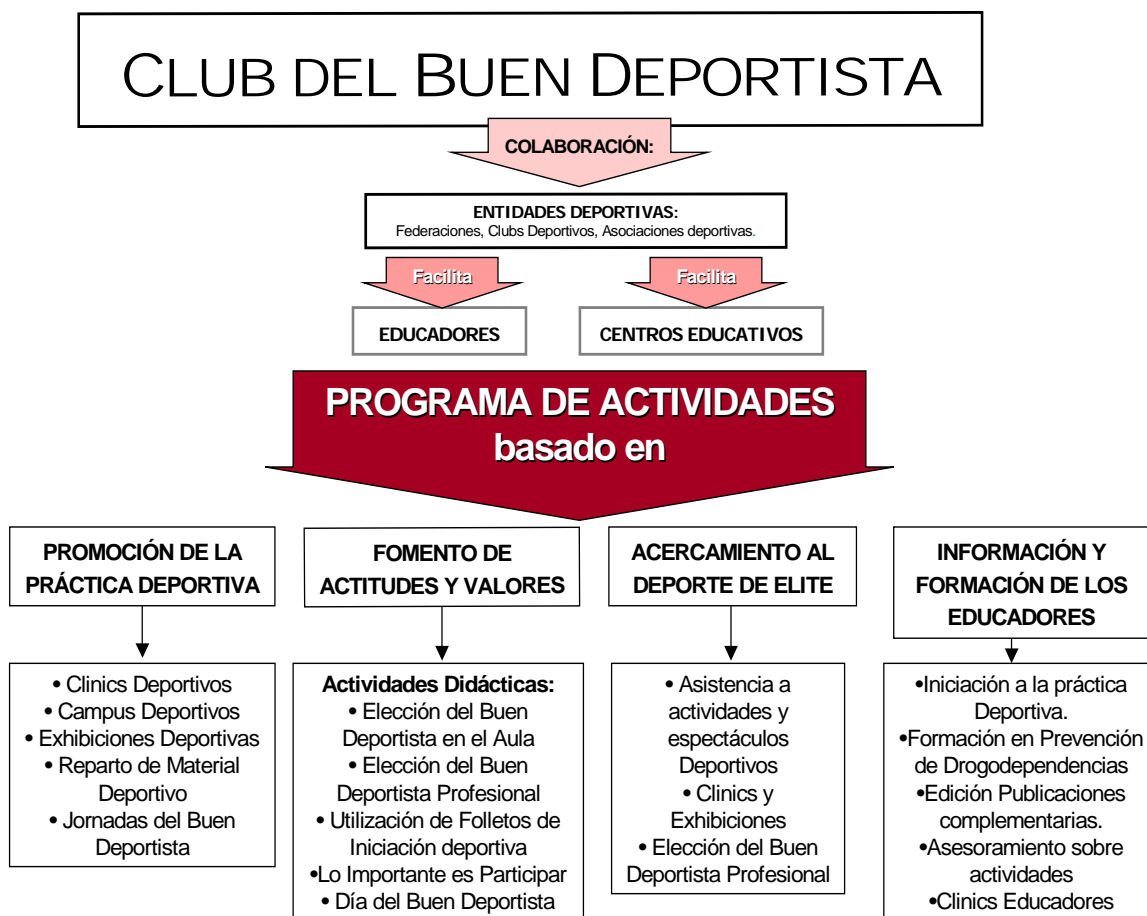 CLUB DEL BUEN DEPORTISTA
COLABORACIÓN:
ENTIDADES DEPORTIVAS:
Federaciones, Clubs Deportivos, Asociaciones deportivas.
Facilita
Facilita
EDUCADORES
CENTROS EDUCATIVOS
PROGRAMA DE ACTIVIDADES
basado en
PROMOCIÓN DE LA
PRÁCTICA DEPORTIVA
• Clinics Deportivos
• Campus Deportivos
• Exhibiciones Deportivas
• Reparto de Material
Deportivo
• Jornadas del Buen
Deportista
FOMENTO DE
ACTITUDES Y VALORES
Actividades Didácticas:
• Elección del Buen
Deportista en el Aula
• Elección del Buen
Deportista Profesional
• Utilización de Folletos de
Iniciación deportiva
•Lo Importante es Participar
• Día del Buen Deportista
ACERCAMIENTO AL
DEPORTE DE ELITE
• Asistencia a
actividades y
espectáculos
Deportivos
• Clinics y
Exhibiciones
• Elección del Buen
Deportista Profesional
INFORMACIÓN Y
FORMACIÓN DE LOS
EDUCADORES
•Iniciación a la práctica
Deportiva.
•Formación en Prevención
de Drogodependencias
•Edición Publicaciones
complementarias.
•Asesoramiento sobre
actividades
•Clinics Educadores